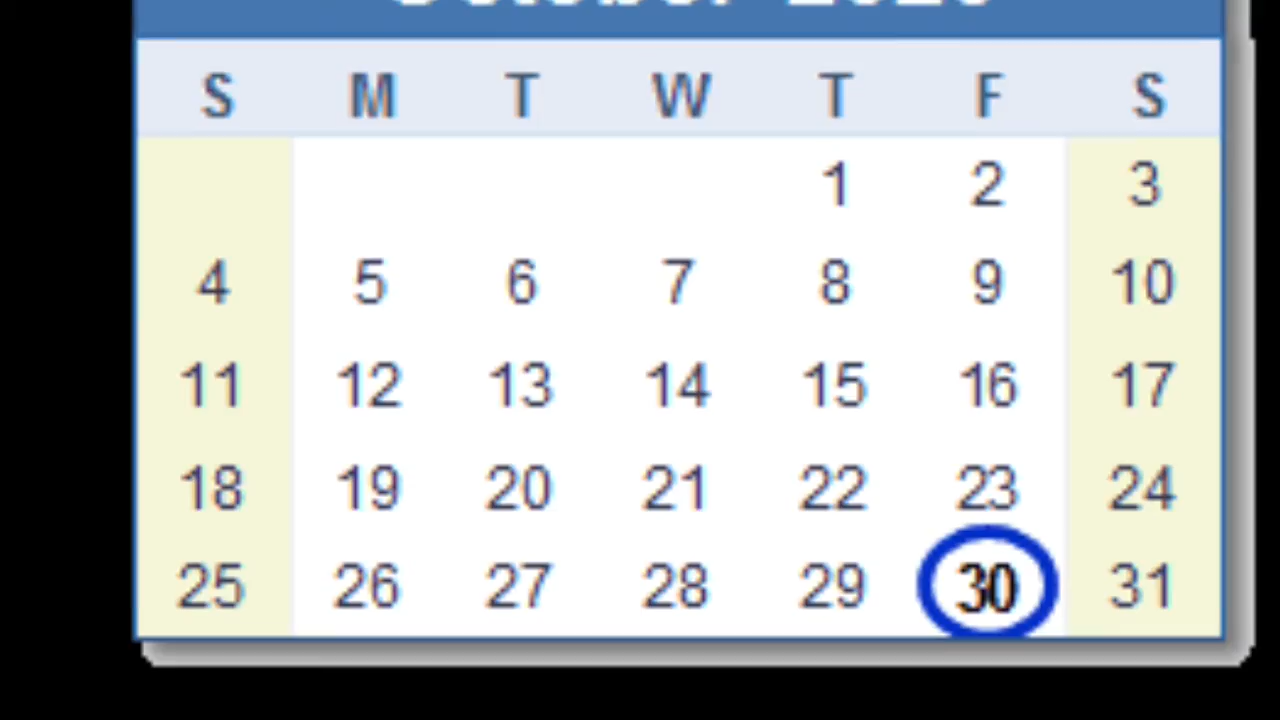 S M T W T F S
1 2 3
4 5 6 7 8 9 10
11 12 13 14 15 16 17
18 19 20 21 22 23 24
25 26 27 28 29 30 31